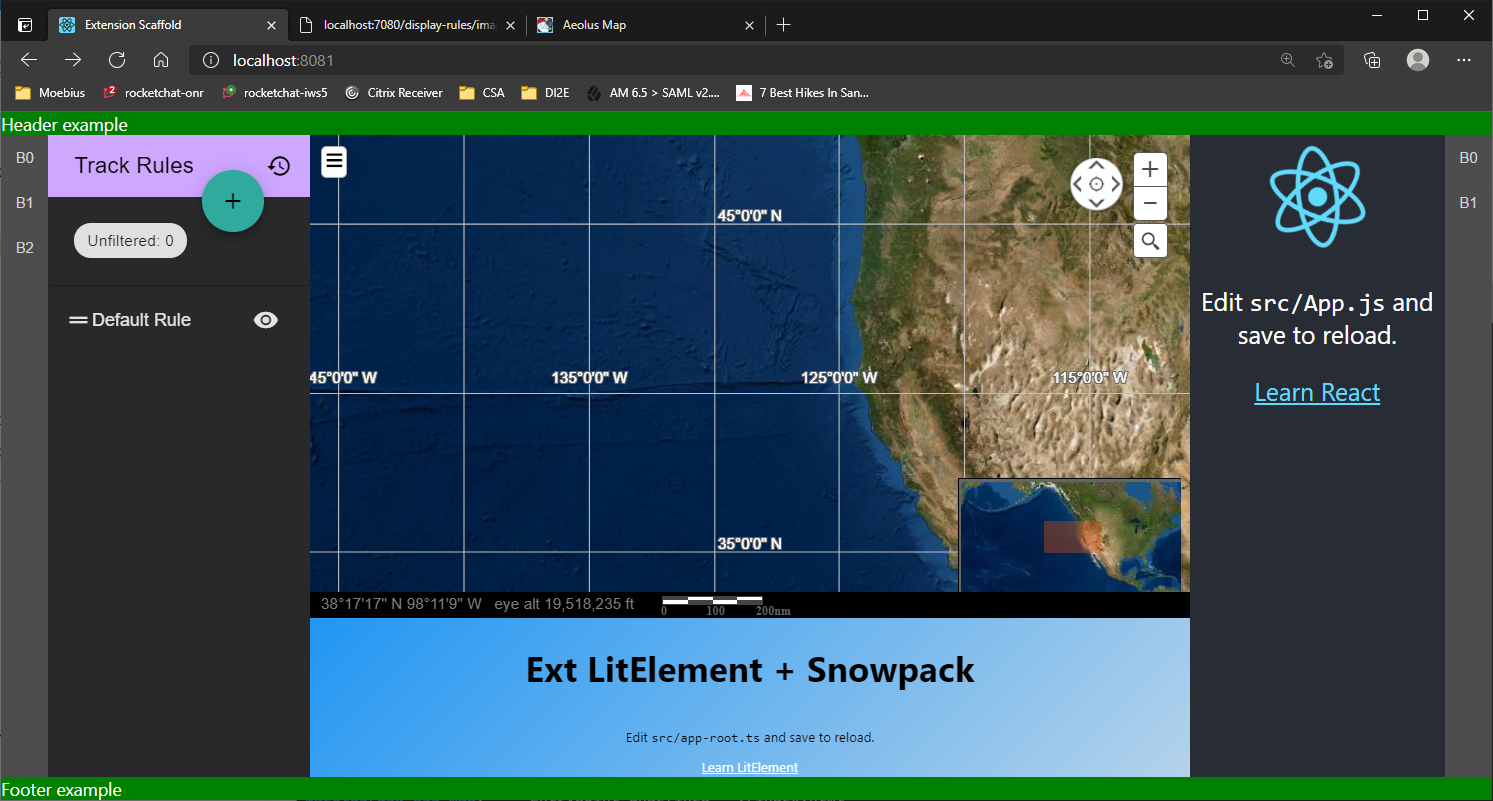 Extension Scaffold
localhost:7080/display-rules/ima
Aeolus Map
localhost:8081
Moebius
2
rocketchat-onr
rocketchat-iws5
Citrix Receiver
CSA
DI2E
AM 6.5 > SAML v2....
7 Best Hikes In San...
Header example
B0
B1
B2
Track Rules
+
Unfiltered: 0
Default Rule
45°0'0" N
45°0'0" W
135°0'0" W
125°0'0" W
115°0'0" W
35°0'0" N
+
−
38°17'17" N 98°11'9" W eye alt 19,518,235 ft
0 100 200nm
Ext LitElement + Snowpack
Edit src/app-root.ts and save to reload.
Learn LitElement
Edit src/App.js and
save to reload.
Learn React
B0
B1
Footer example